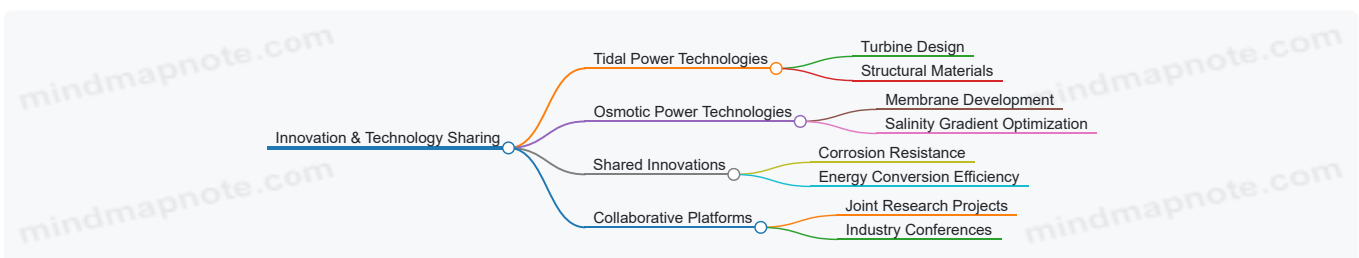 mindmapnote.com
mindmapnote.com
Innovation & Technology Sharing
Tidal Power Technologies
Turbine Design
Structural Materials
Osmotic Power Technologies
Membrane Development
Salinity Gradient Optimization
Shared Innovations
Corrosion Resistance
Energy Conversion Efficiency
Collaborative Platforms
Joint Research Projects
Industry Conferences
mindmapnote.com
mindmapnote.com